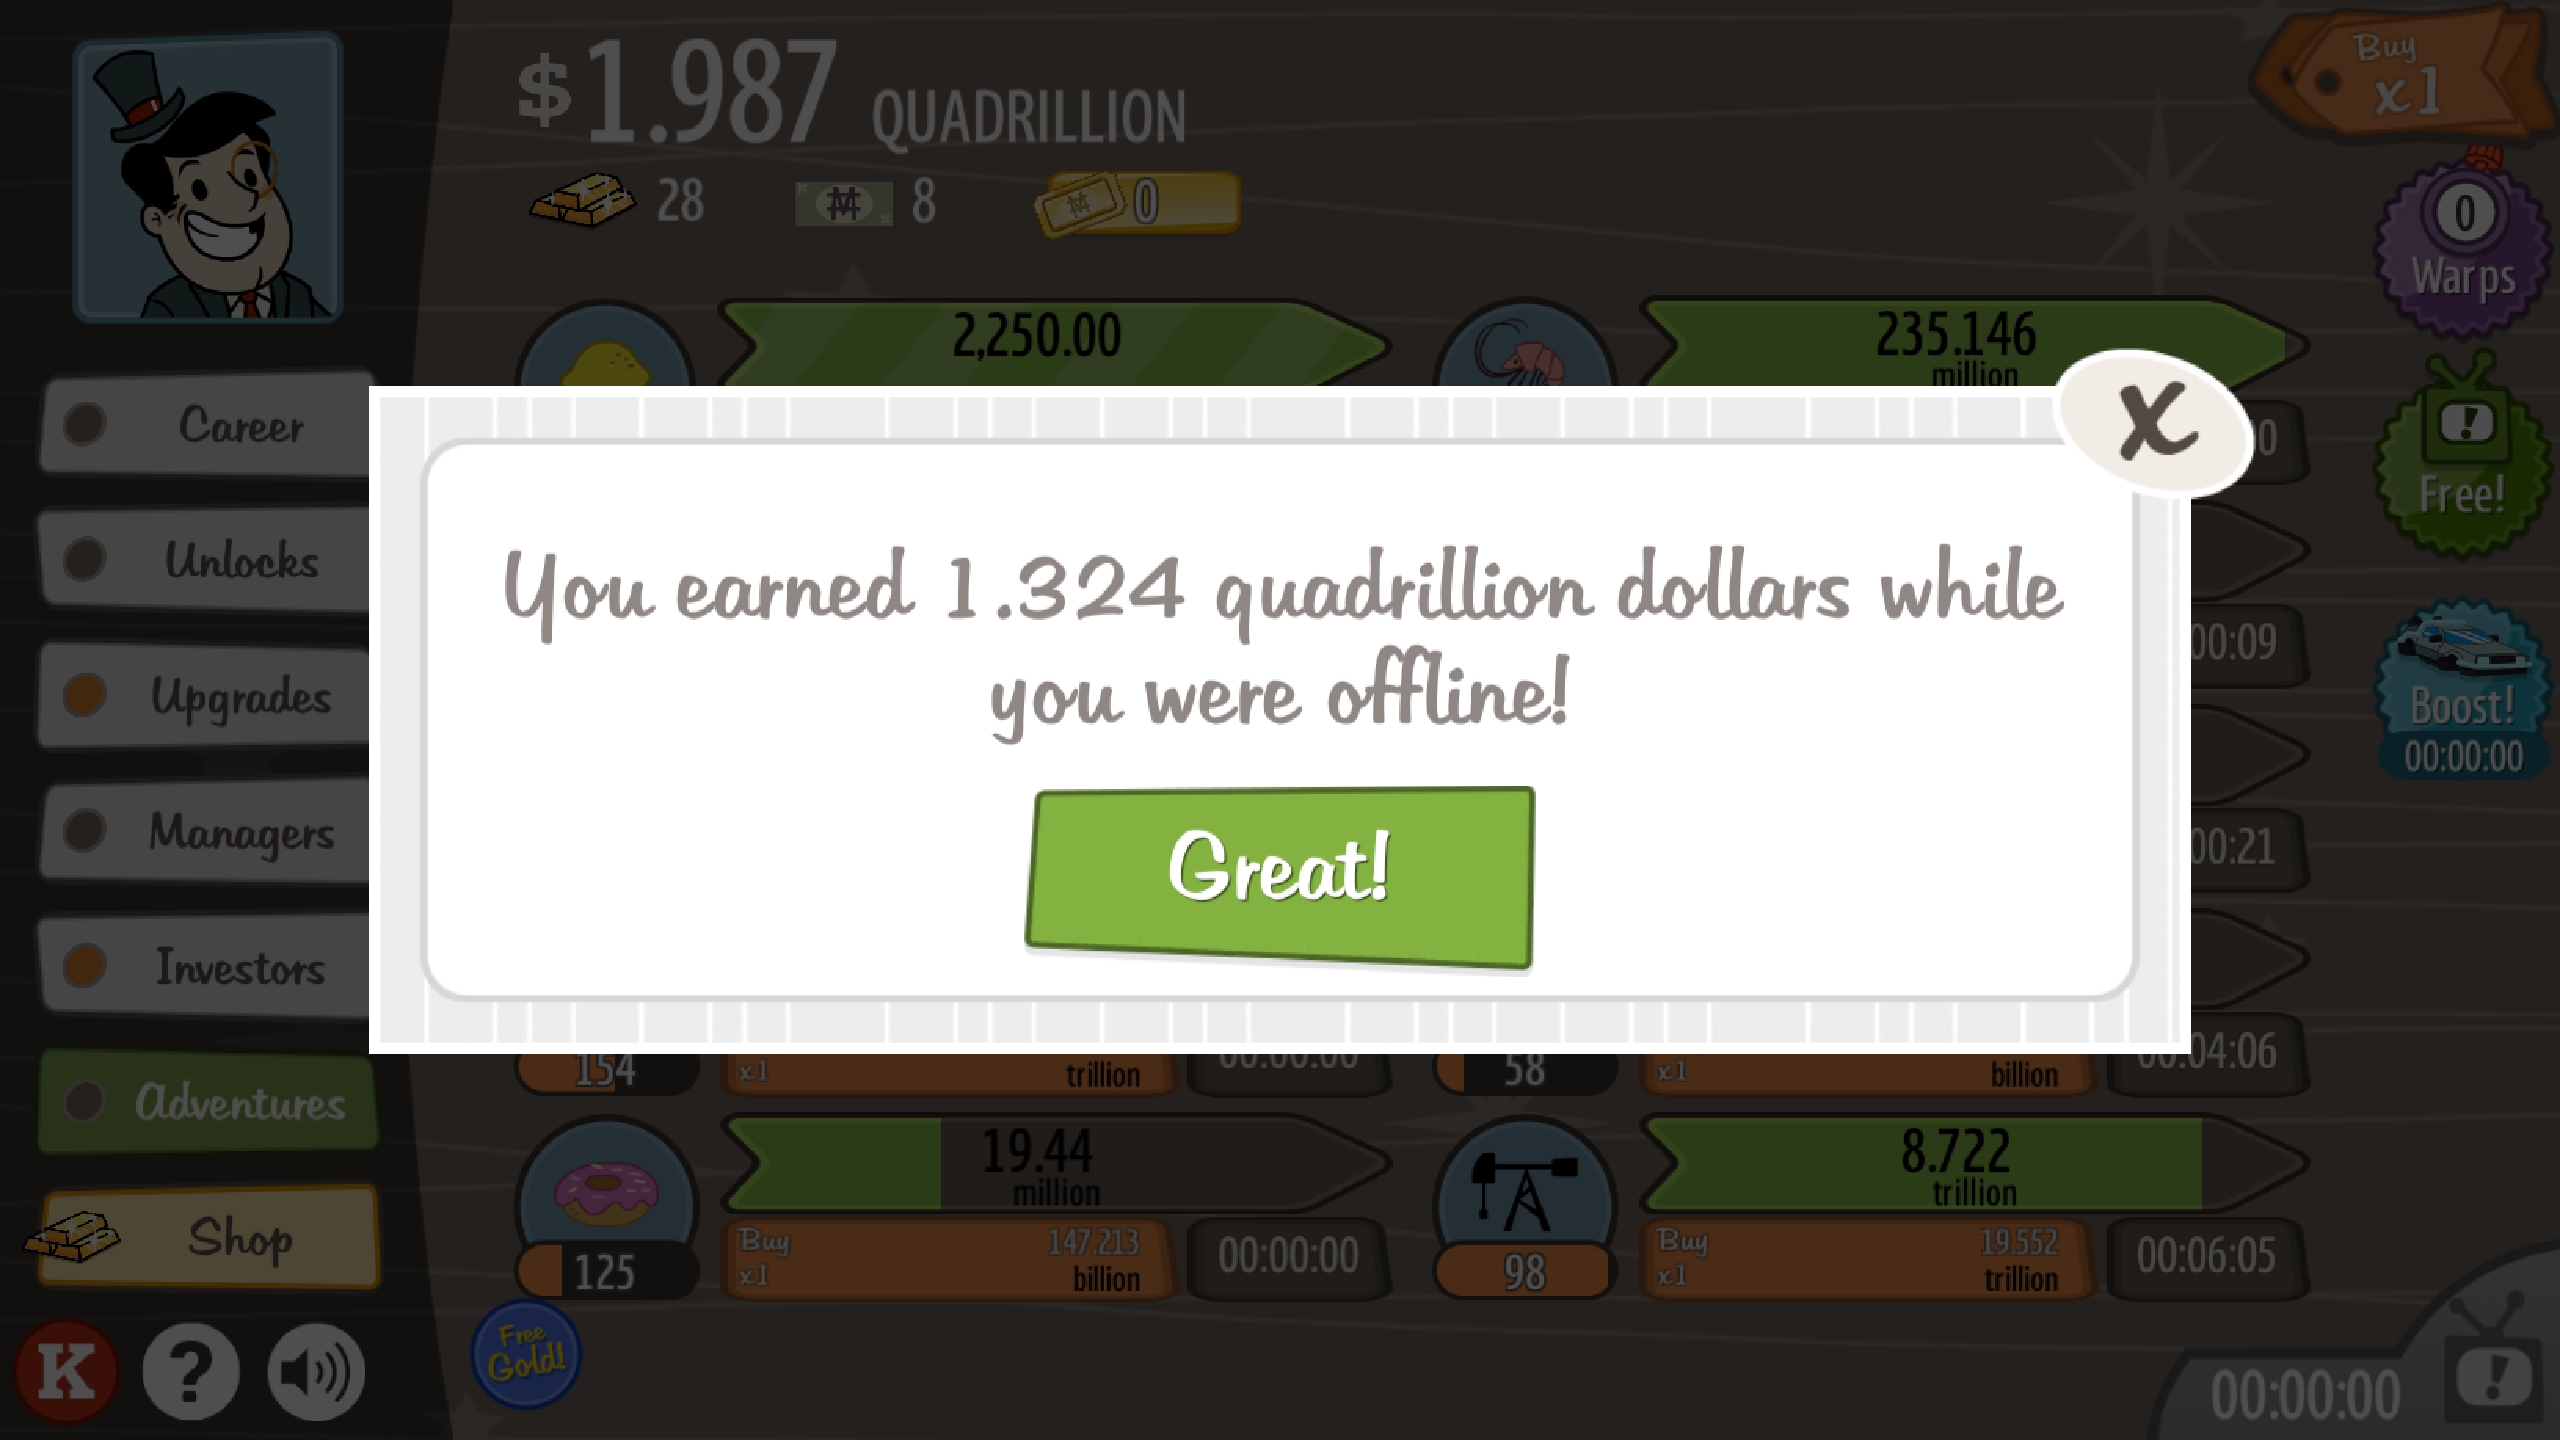 $1.987 QUADRILLION
28
8
0
Buy
x1
0
Warps
2,250.00
235.146
million
Free!
Career
Unlocks
Upgrades
Managers
Investors
Adventures
Shop
You earned 1.324 quadrillion dollars while
you were offline!
Great!
X
0
00:09
00:21
Boost!
00:00:00
154
x1
trillion
00:00:00
58
x1
billion
00:04:06
19.44
million
125
Buy
x1
147.213
billion
00:00:00
8.722
trillion
98
Buy
x1
19.552
trillion
00:06:05
K
?
Free
Gold!
00:00:00
!